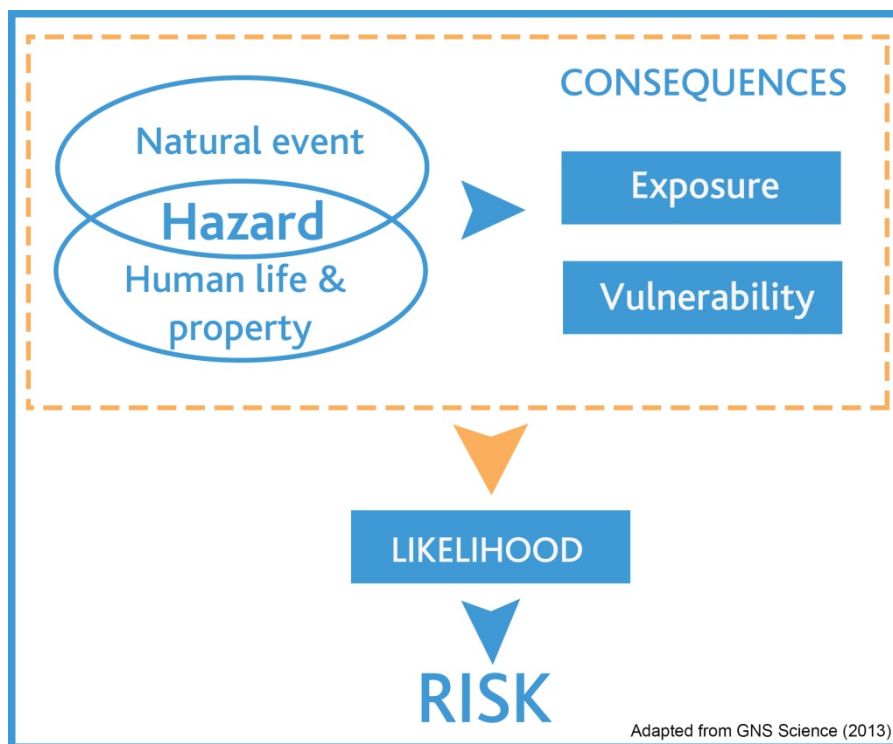 Natural event
Hazard
Human life &
property
CONSEQUENCES
Exposure
Vulnerability
LIKELIHOOD
RISK
Adapted from GNS Science (2013)